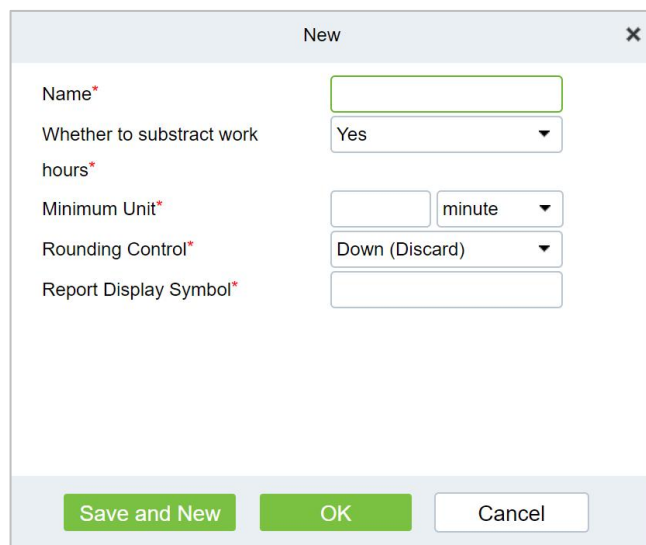 New
Name*
Yes
Whether to substract work
hours*
Minimum Unit* minute
Rounding Control* Down (Discard)
Report Display Symbol*
Save and New OK Cancel